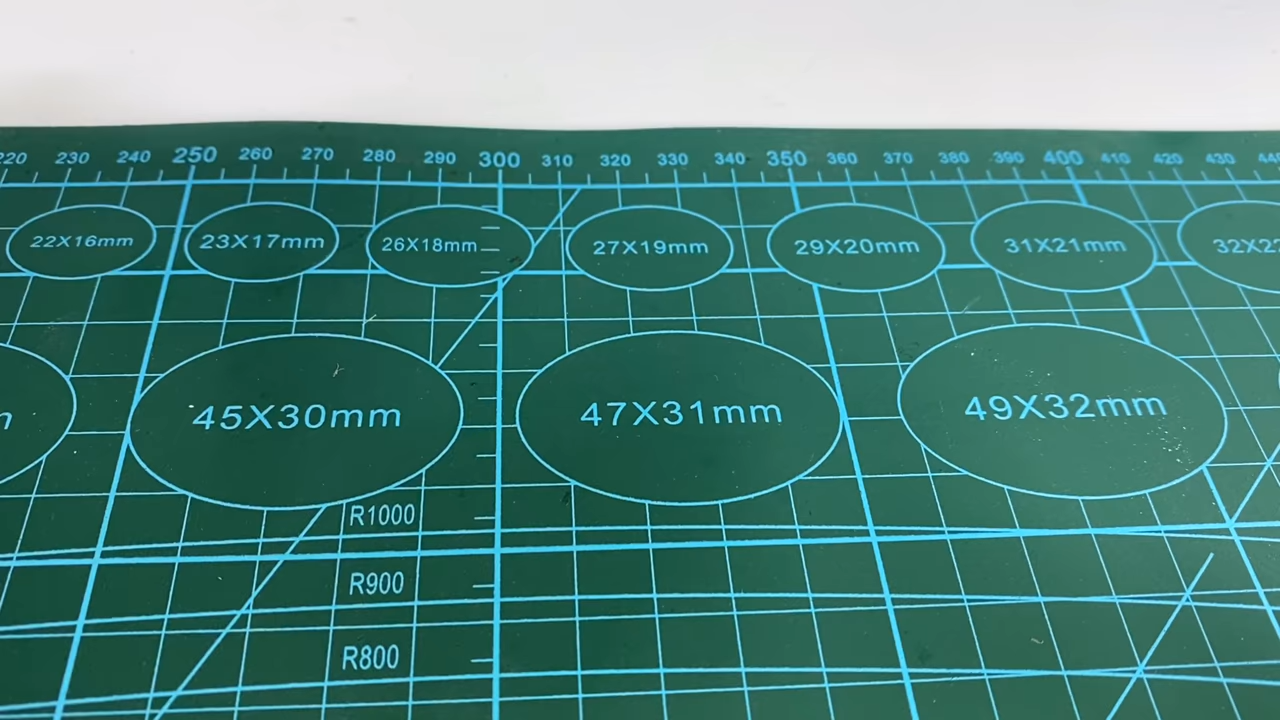 220 230 240 250 260 270 280 290 300 310 320 330 340 350 360 370 380 390 400 410 420 430
22X16mm 23X17mm 26X18mm 27X19mm 29X20mm 31X21mm
45X30mm 47X31mm 49X32mm
R1000
R900
R800